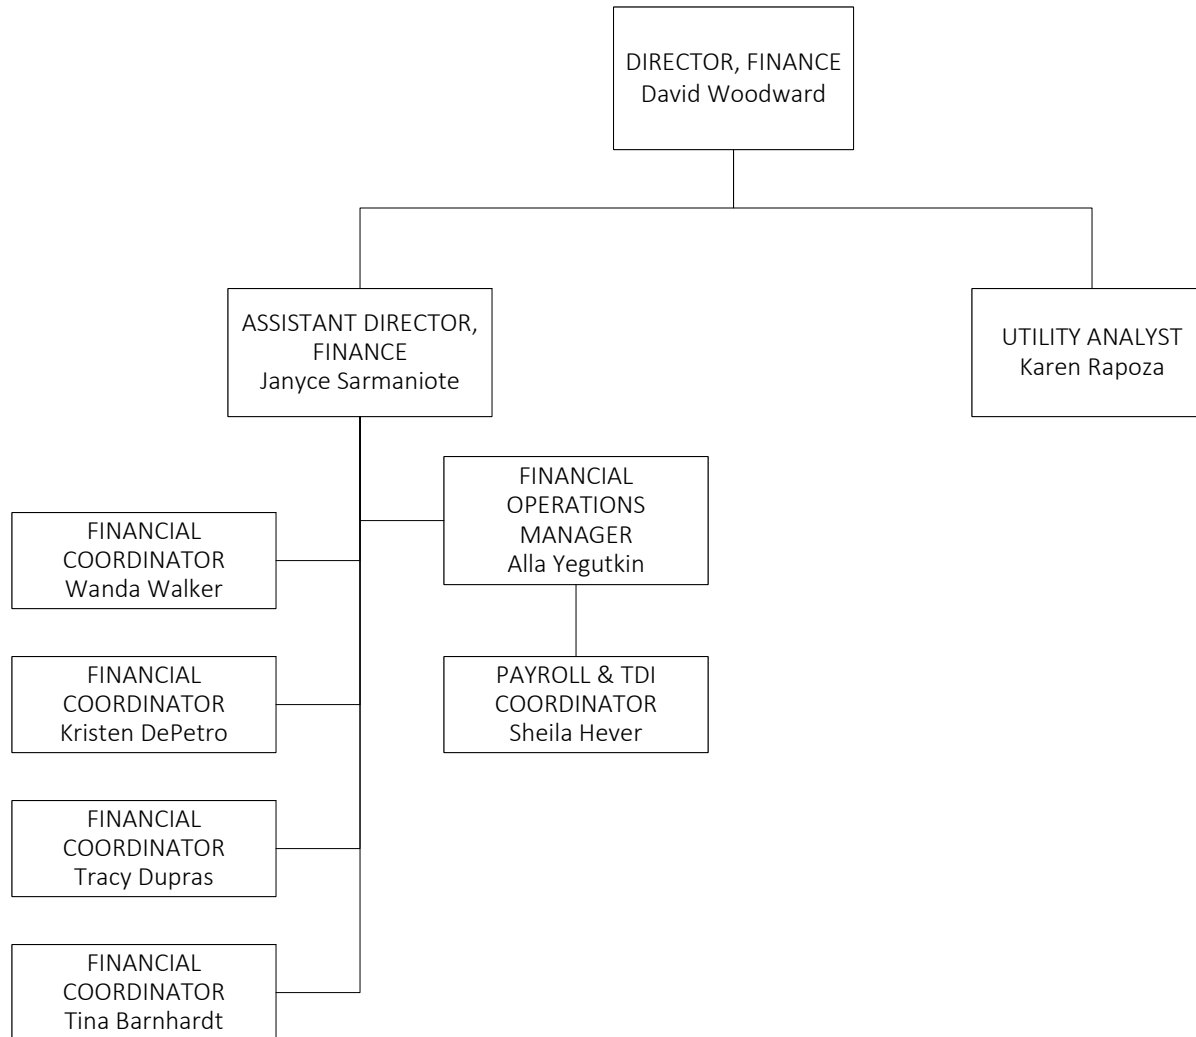 DIRECTOR, FINANCE
David Woodward
ASSISTANT DIRECTOR,
FINANCE
Janyce Sarmaniote
UTILITY ANALYST
Karen Rapoza
FINANCIAL
OPERATIONS
MANAGER
Alla Yegutkin
FINANCIAL
COORDINATOR
Wanda Walker
FINANCIAL
COORDINATOR
Kristen DePetro
PAYROLL & TDI
COORDINATOR
Sheila Hever
FINANCIAL
COORDINATOR
Tracy Dupras
FINANCIAL
COORDINATOR
Tina Barnhardt